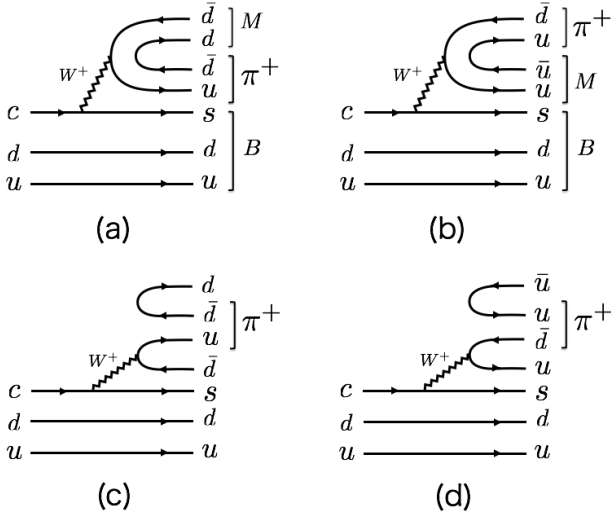 d̄
d M
d̄
u π⁺
W⁺
c s
d d B
u u
(a)
d̄
u π⁺
ū
u M
W⁺
c s
d d B
u u
(b)
d
d̄
u π⁺
d̄
W⁺
c s
d d
u u
(c)
ū
u
d̄ π⁺
u
W⁺
c s
d d
u u
(d)